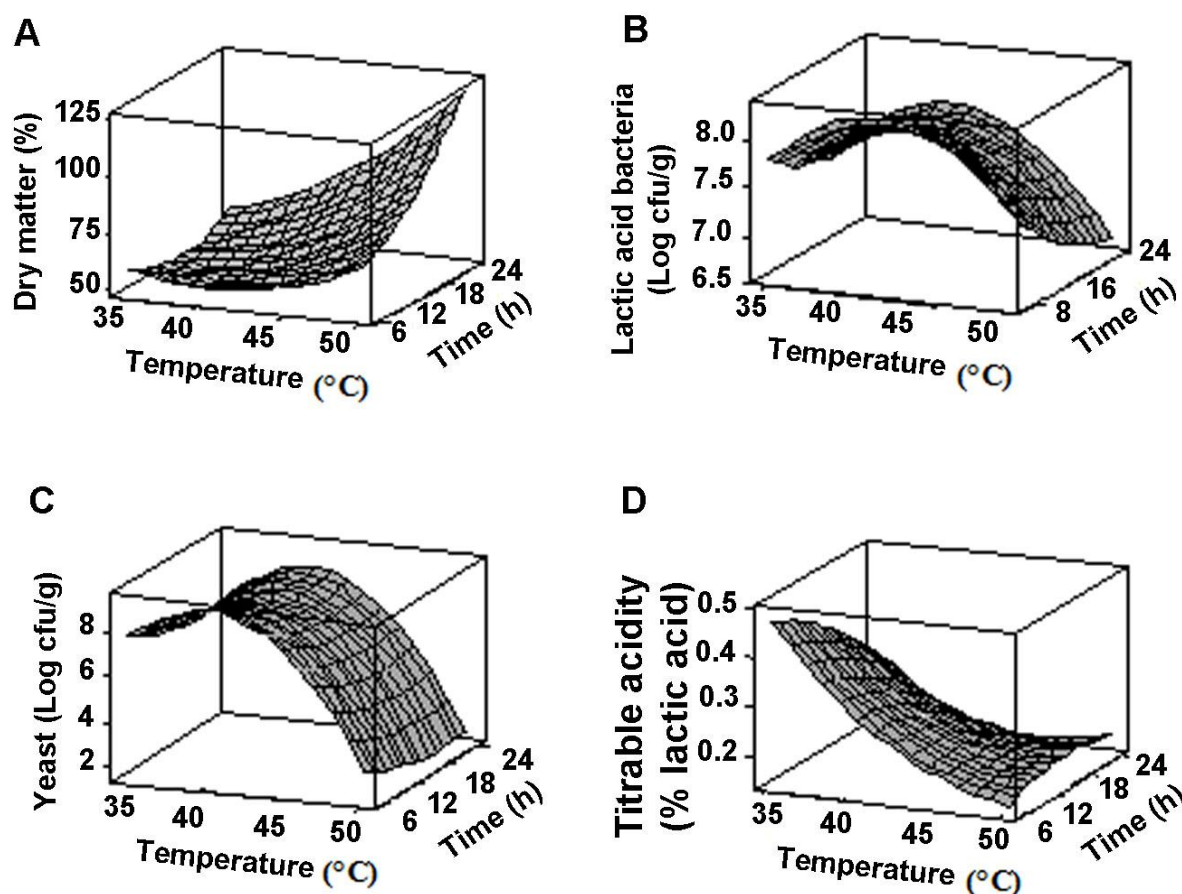 A
Dry matter (%)
125
100
75
50
35
40
45
50
6
12
18
24
Temperature (°C)
Time (h)
B
Lactic acid bacteria
(Log cfu/g)
8.0
7.5
7.0
6.5
35
40
45
50
8
16
24
Temperature (°C)
Time (h)
C
Yeast (Log cfu/g)
8
6
4
2
35
40
45
50
6
12
18
24
Temperature (°C)
Time (h)
D
Titrable acidity
(% lactic acid)
0.5
0.4
0.3
0.2
35
40
45
50
6
12
18
24
Temperature (°C)
Time (h)